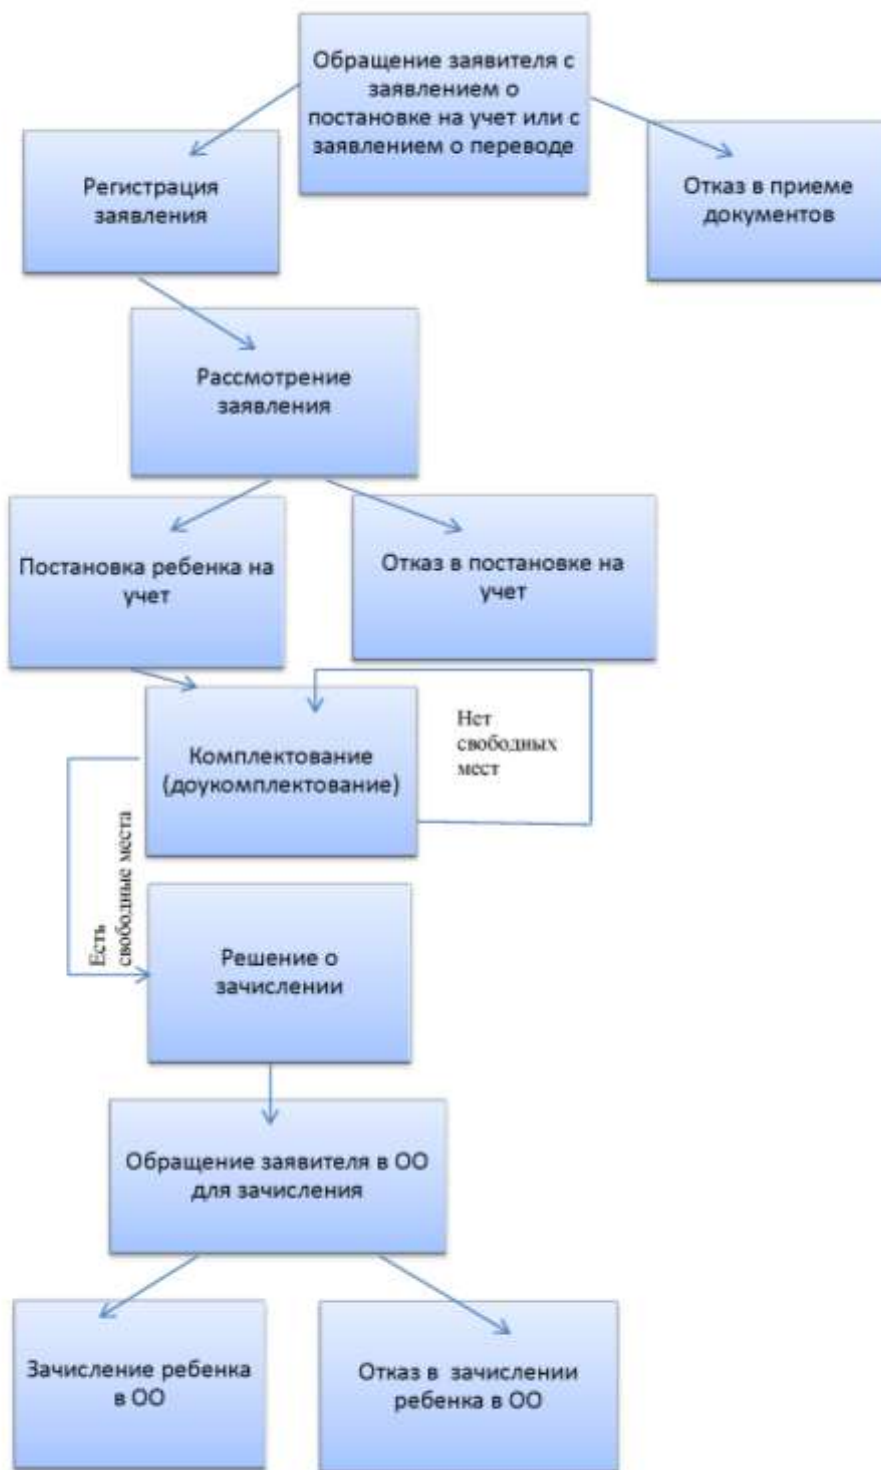 Обращение заявителя с
заявлением о
постановке на учет или с
заявлением о переводе
Регистрация
заявления
Отказ в приеме
документов
Рассмотрение
заявления
Постановка ребенка на
учет
Отказ в постановке на
учет
Комплектование
(доукомплектование)
Нет
свободных
мест
Есть
свободные места
Решение о
зачислении
Обращение заявителя в ОО
для зачисления
Зачисление ребенка
в ОО
Отказ в зачислении
ребенка в ОО